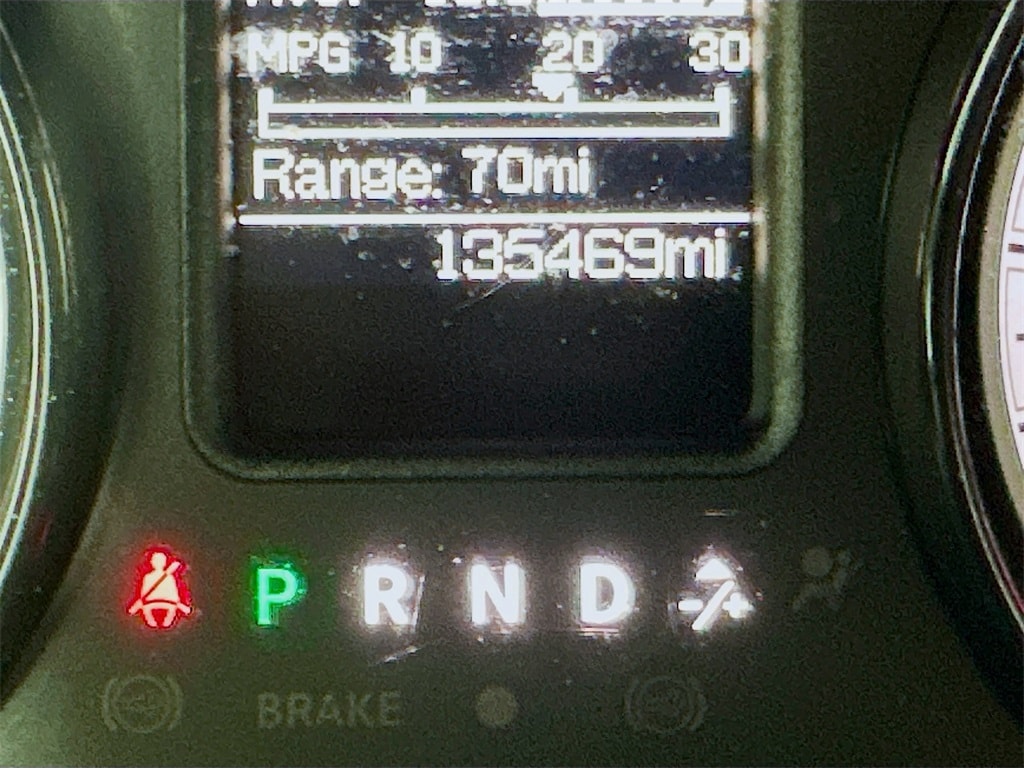 MPG 10 20 30
Range: 70mi
135469mi
P R N D -/+
BRAKE